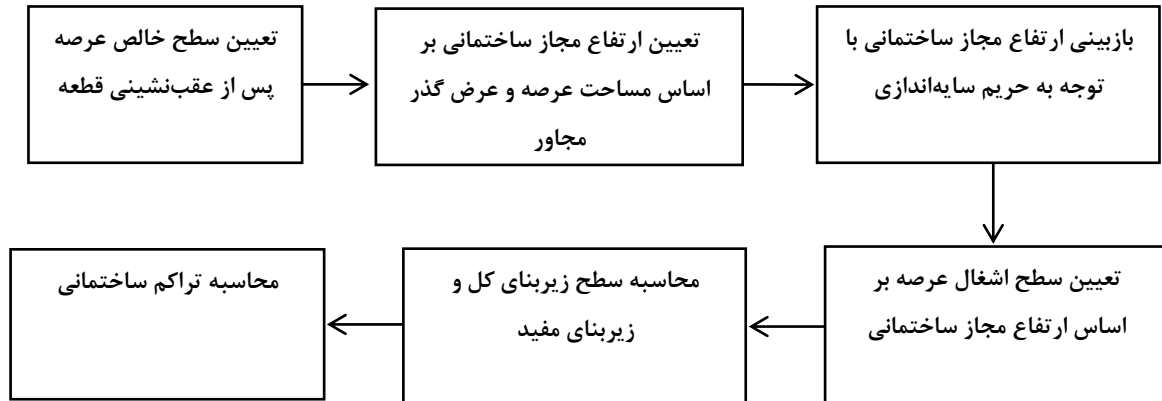 تعیین سطح خالص عرصه
پس از عقب‌نشینی قطعه
تعیین ارتفاع مجاز ساختمانی بر
اساس مساحت عرصه و عرض گذر
مجاور
بازبینی ارتفاع مجاز ساختمانی با
توجه به حریم سایه‌اندازی
تعیین سطح اشغال عرصه بر
اساس ارتفاع مجاز ساختمانی
محاسبه سطح زیربنای کل و
زیربنای مفید
محاسبه تراکم ساختمانی